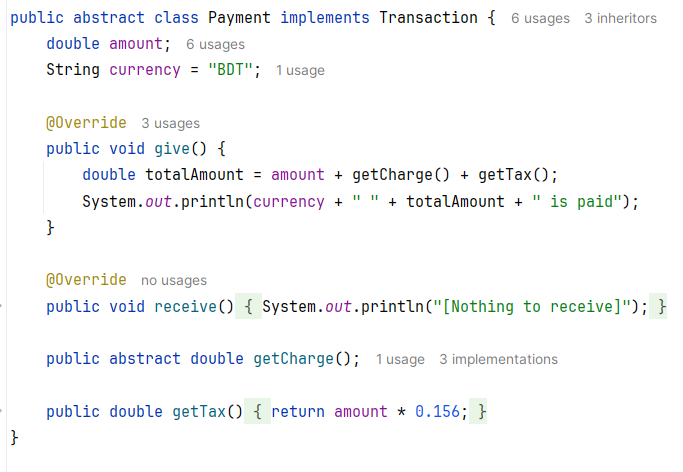 public abstract class Payment implements Transaction { 6 usages 3 inheritors
    double amount; 6 usages
    String currency = "BDT"; 1 usage

    @Override 3 usages
    public void give() {
        double totalAmount = amount + getCharge() + getTax();
        System.out.println(currency + " " + totalAmount + " is paid");
    }

    @Override no usages
    public void receive() { System.out.println("[Nothing to receive]"); }

    public abstract double getCharge(); 1 usage 3 implementations

    public double getTax() { return amount * 0.156; }
}